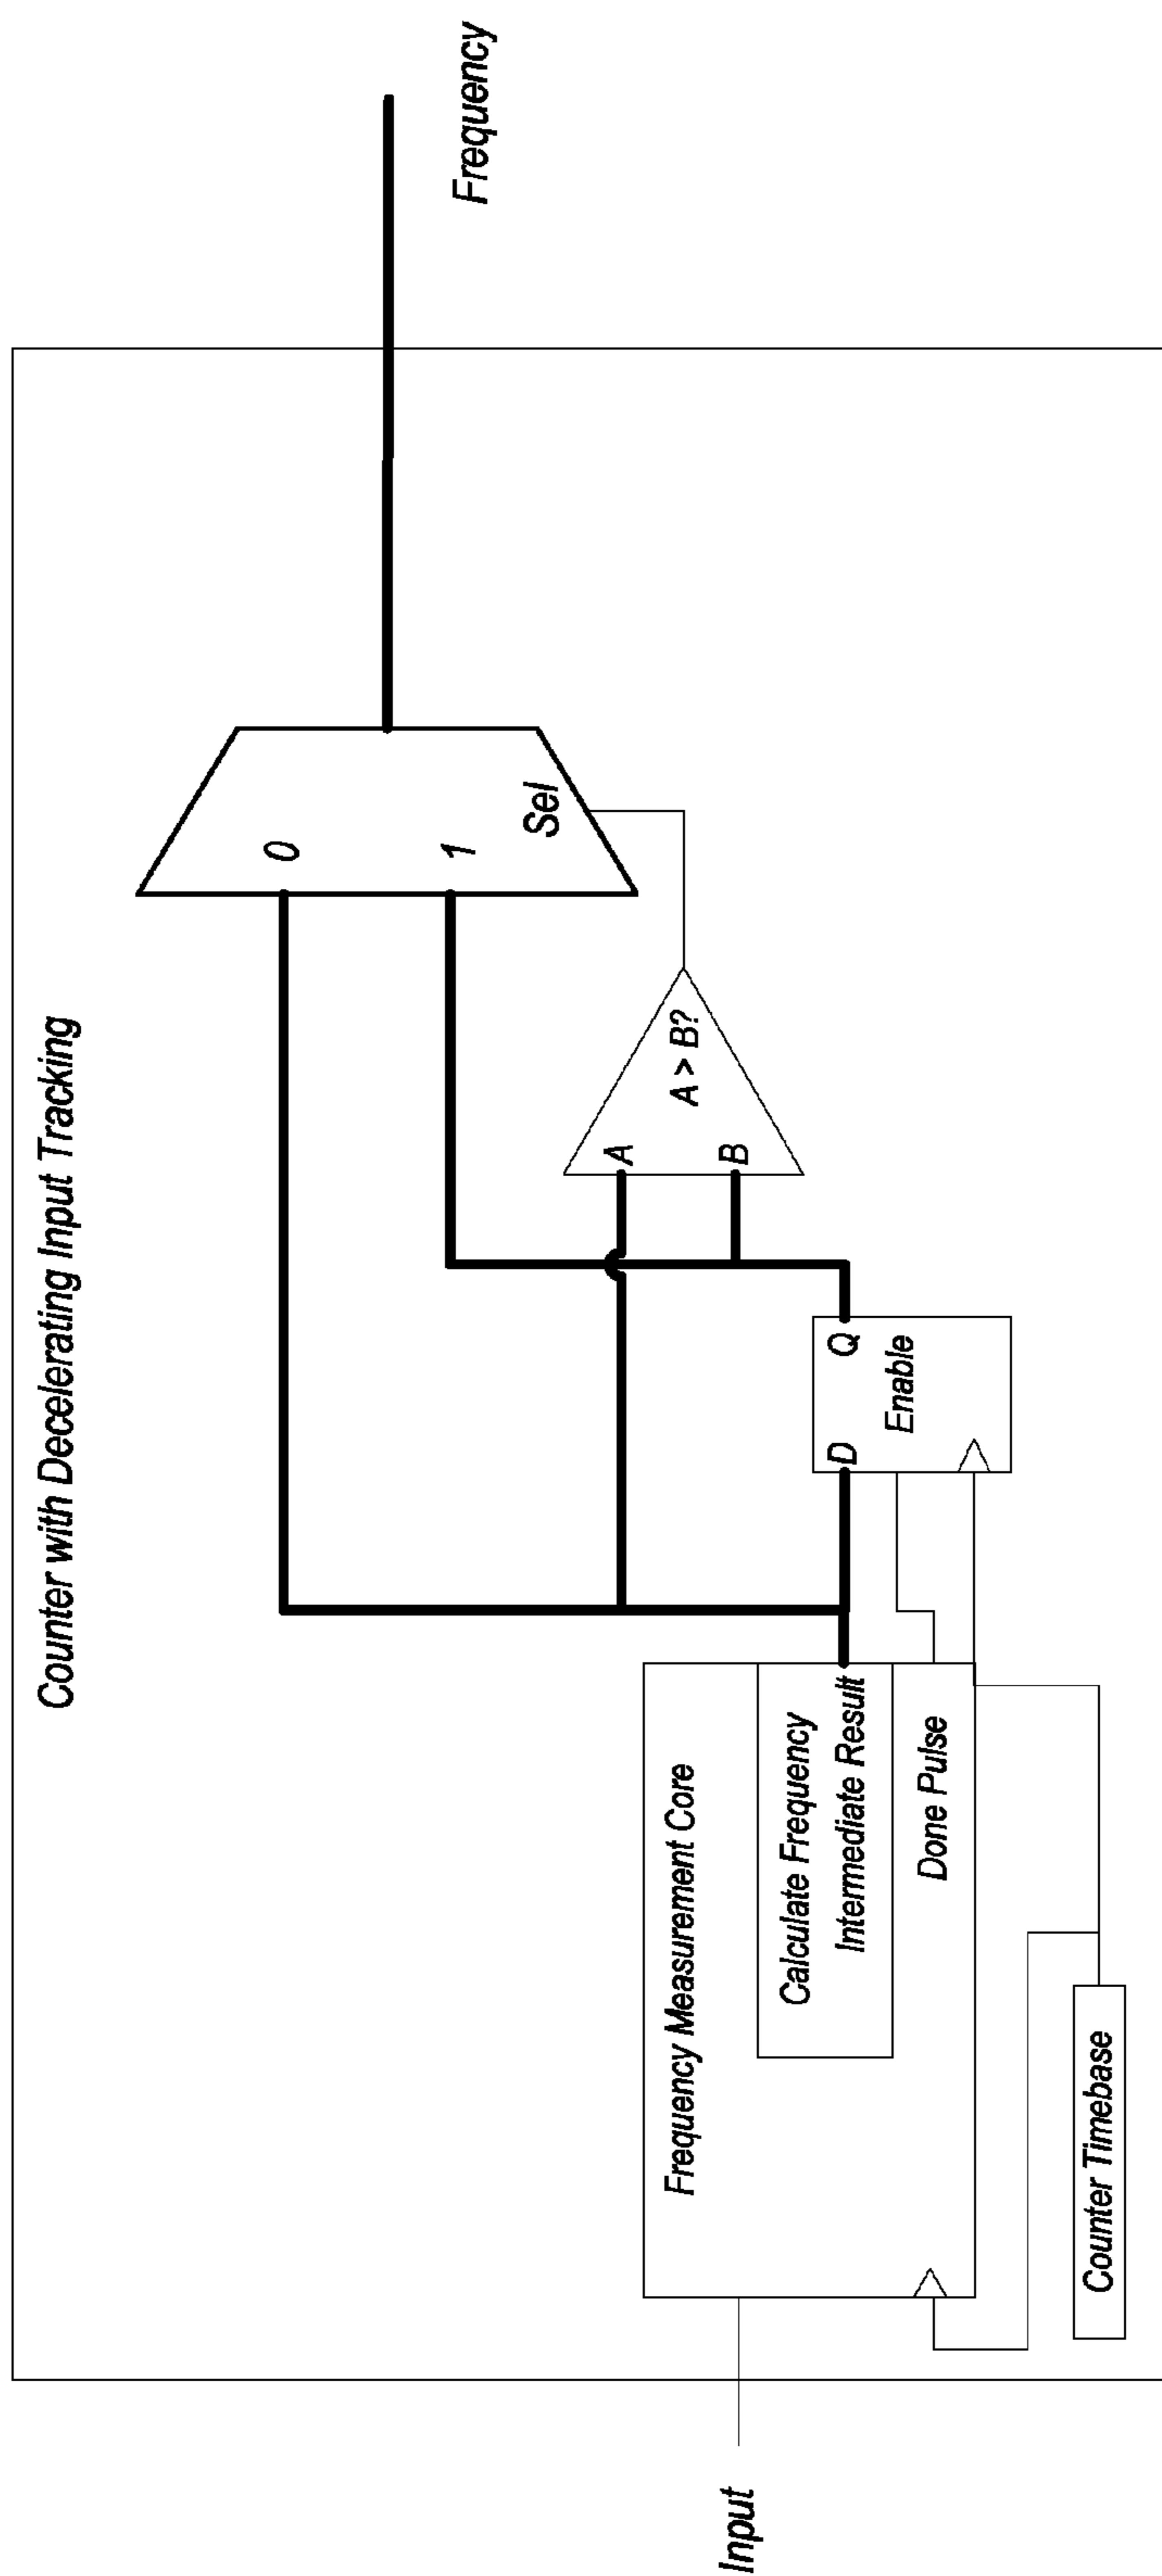 Counter with Decelerating Input Tracking
Frequency
0
1
Sel
A
A > B?
B
D
Q
Enable
Frequency Measurement Core
Calculate Frequency
Intermediate Result
Done Pulse
Input
Counter Timebase